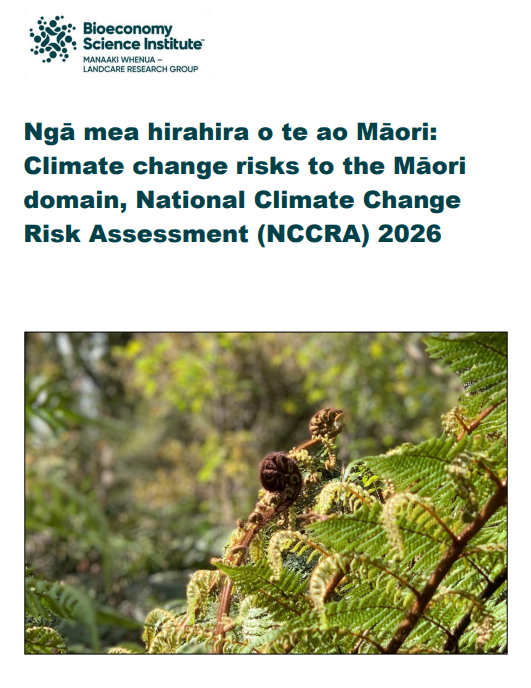 Bioeconomy
Science Institute™
MANAAKI WHENUA –
LANDCARE RESEARCH GROUP
Ngā mea hirahira o te ao Māori:
Climate change risks to the Māori
domain, National Climate Change
Risk Assessment (NCCRA) 2026